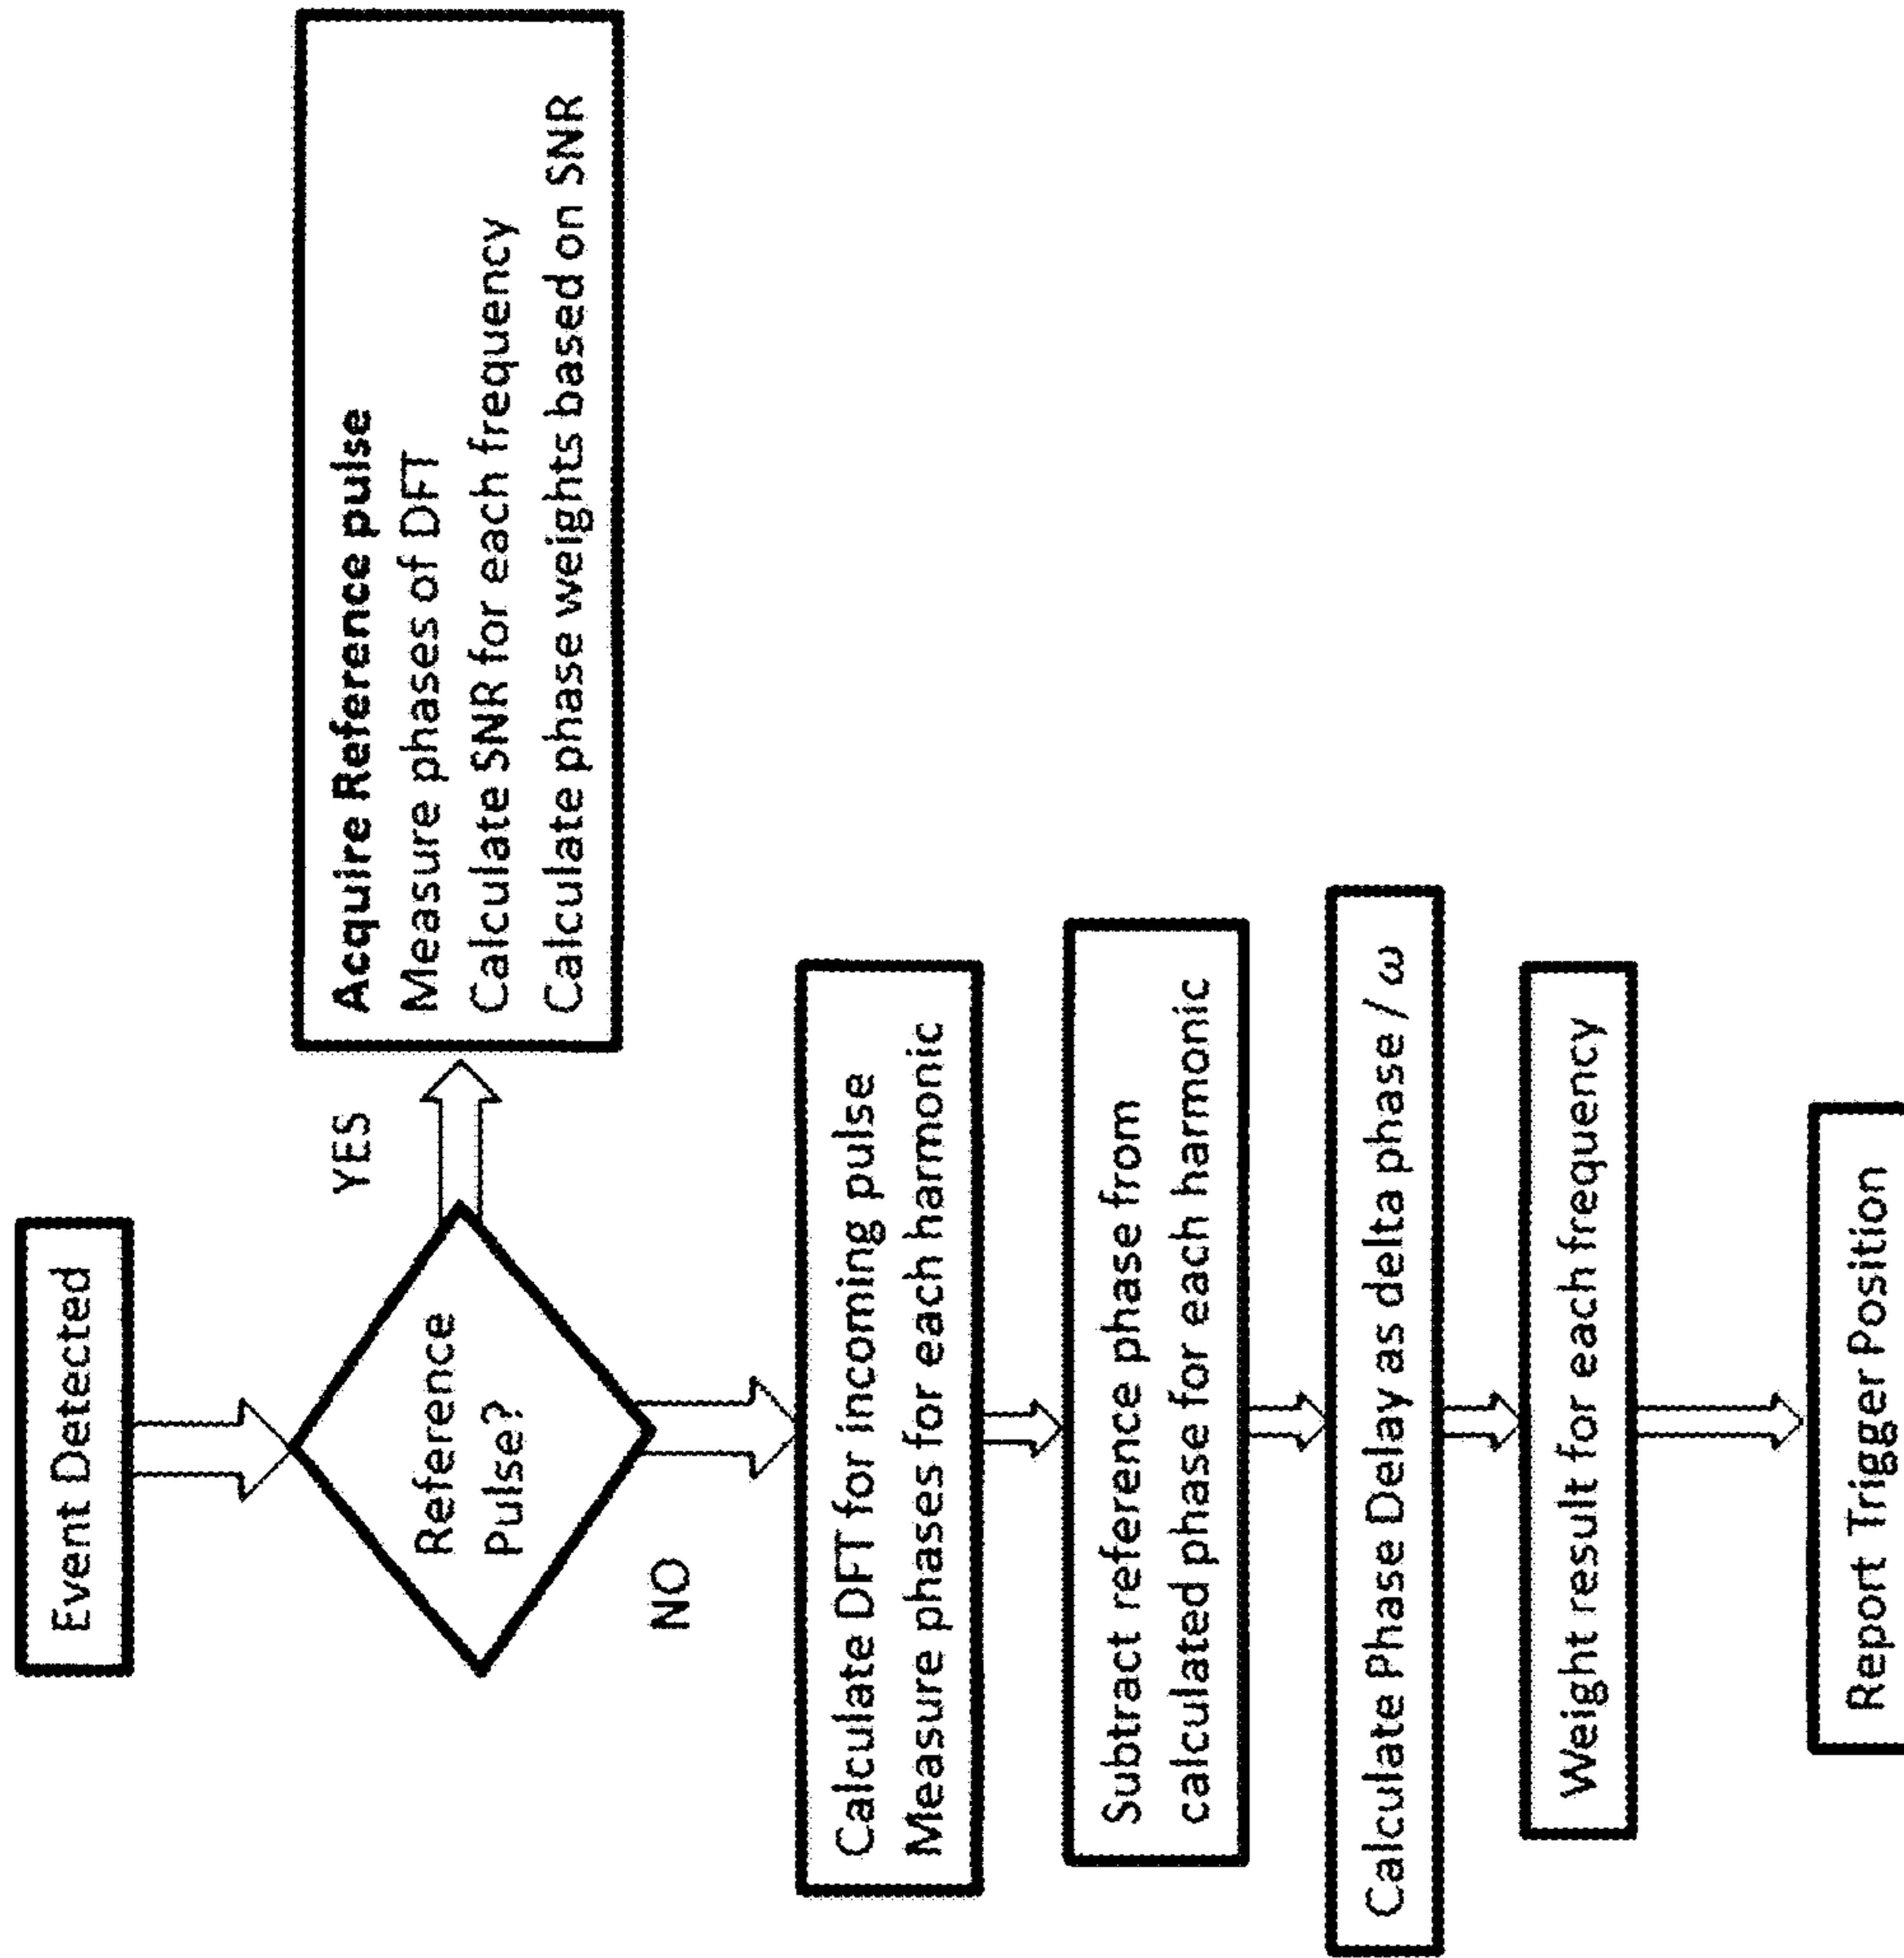 Event Detected
Reference
Pulse?
YES
Acquire Reference pulse
Measure phases of DFT
Calculate SNR for each frequency
Calculate phase weights based on SNR
NO
Calculate DFT for incoming pulse
Measure phases for each harmonic
Subtract reference phase from
calculated phase for each harmonic
Calculate Phase Delay as delta phase / ω
Weight result for each frequency
Report Trigger Position